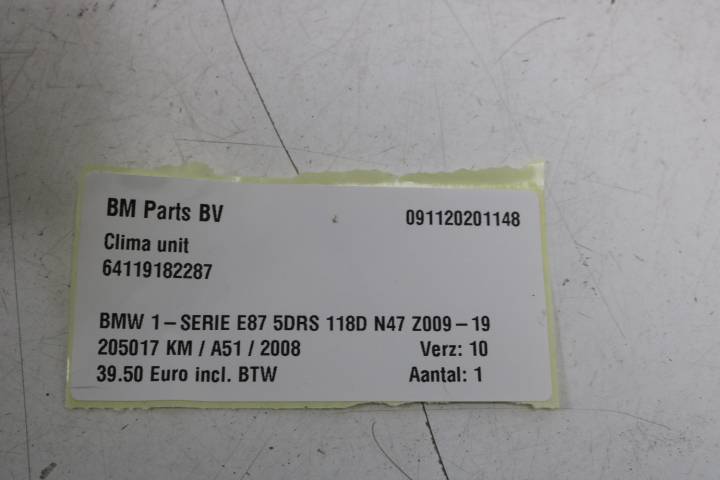 BM Parts BV 091120201148
Clima unit
64119182287
BMW 1-SERIE E87 5DRS 118D N47 Z009-19
205017 KM / A51 / 2008 Verz: 10
39.50 Euro incl. BTW Aantal: 1